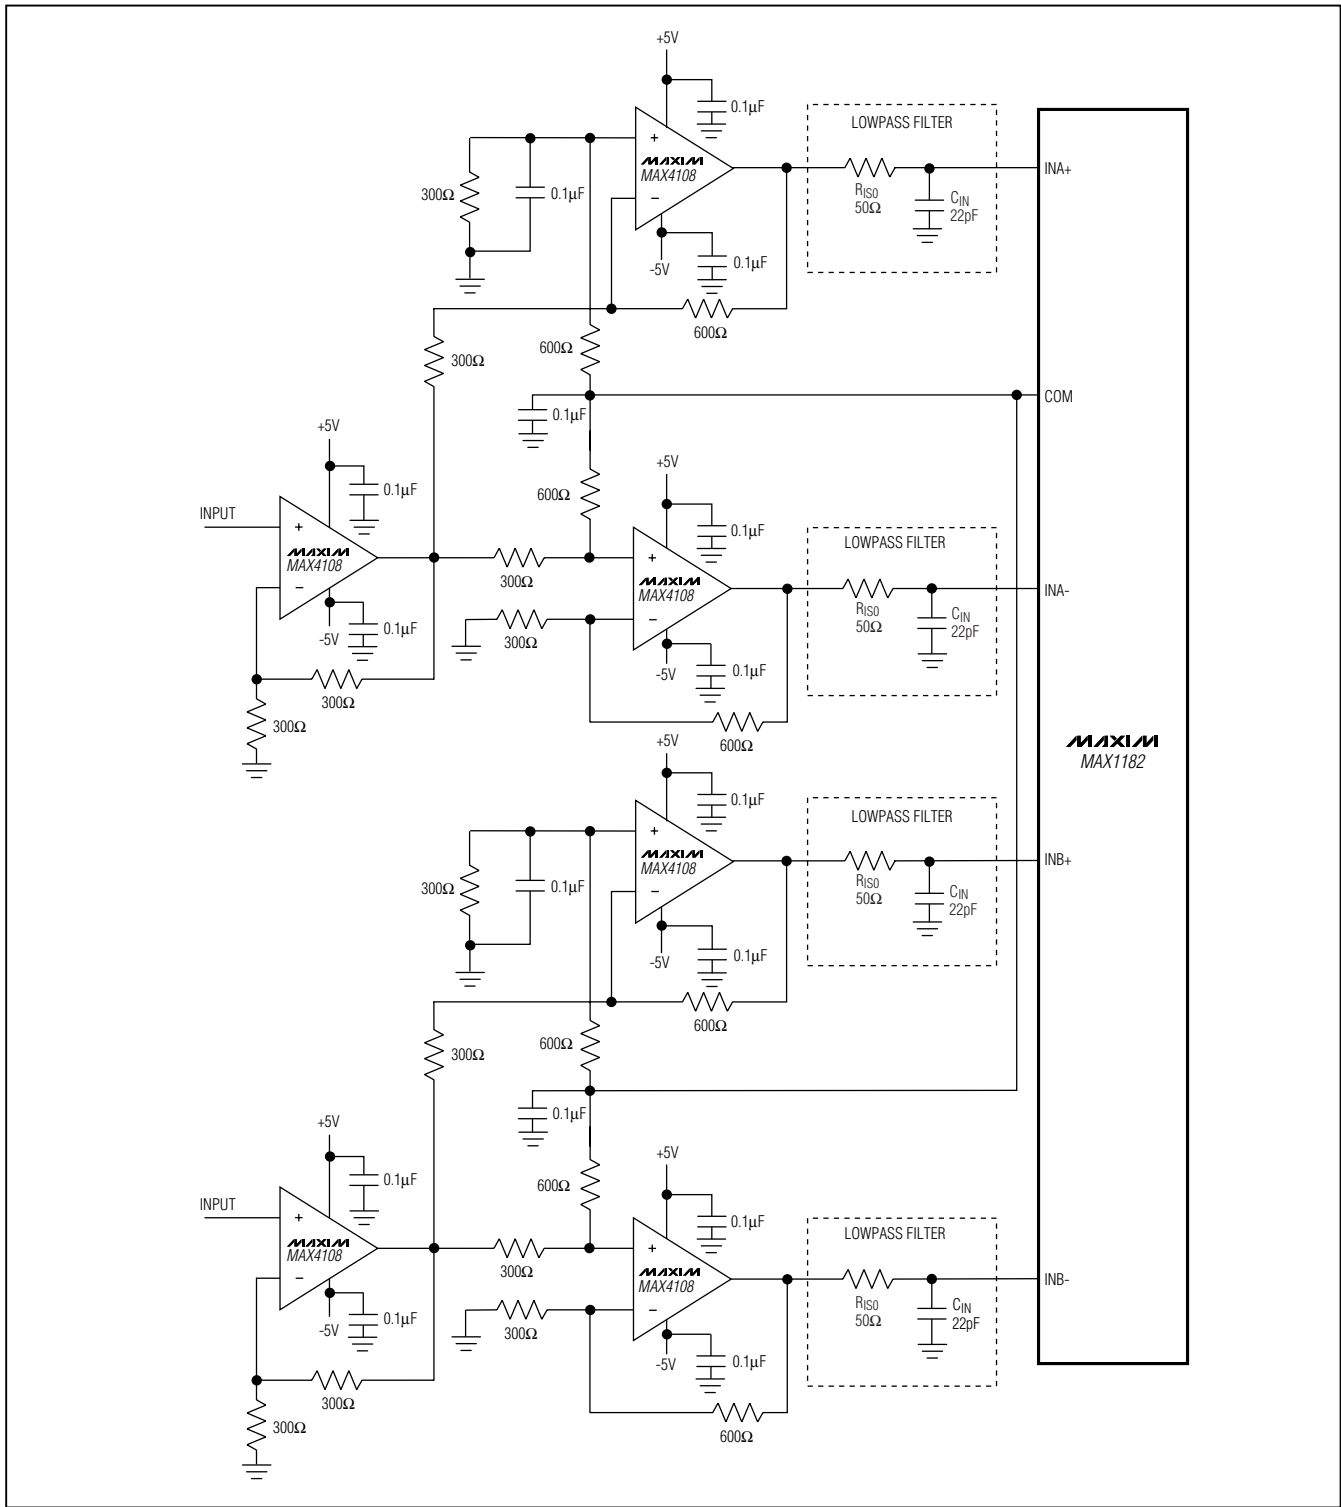 +5V
0.1µF
LOWPASS FILTER
+
MAXIM
MAX4108
INA+
300Ω
0.1µF
−
RISO
50Ω
CIN
22pF
-5V
0.1µF
600Ω
600Ω
300Ω
COM
0.1µF
+5V
0.1µF
600Ω
+5V
0.1µF
INPUT
+
MAXIM
MAX4108
−
LOWPASS FILTER
+
MAXIM
MAX4108
−
300Ω
INA-
RISO
50Ω
CIN
22pF
-5V
0.1µF
300Ω
-5V
0.1µF
300Ω
300Ω
600Ω
MAXIM
MAX1182
+5V
0.1µF
LOWPASS FILTER
+
MAXIM
MAX4108
INB+
300Ω
0.1µF
−
RISO
50Ω
CIN
22pF
-5V
0.1µF
600Ω
600Ω
300Ω
0.1µF
+5V
0.1µF
600Ω
+5V
0.1µF
INPUT
+
MAXIM
MAX4108
−
LOWPASS FILTER
+
MAXIM
MAX4108
−
300Ω
INB-
RISO
50Ω
CIN
22pF
-5V
0.1µF
300Ω
-5V
0.1µF
300Ω
300Ω
600Ω